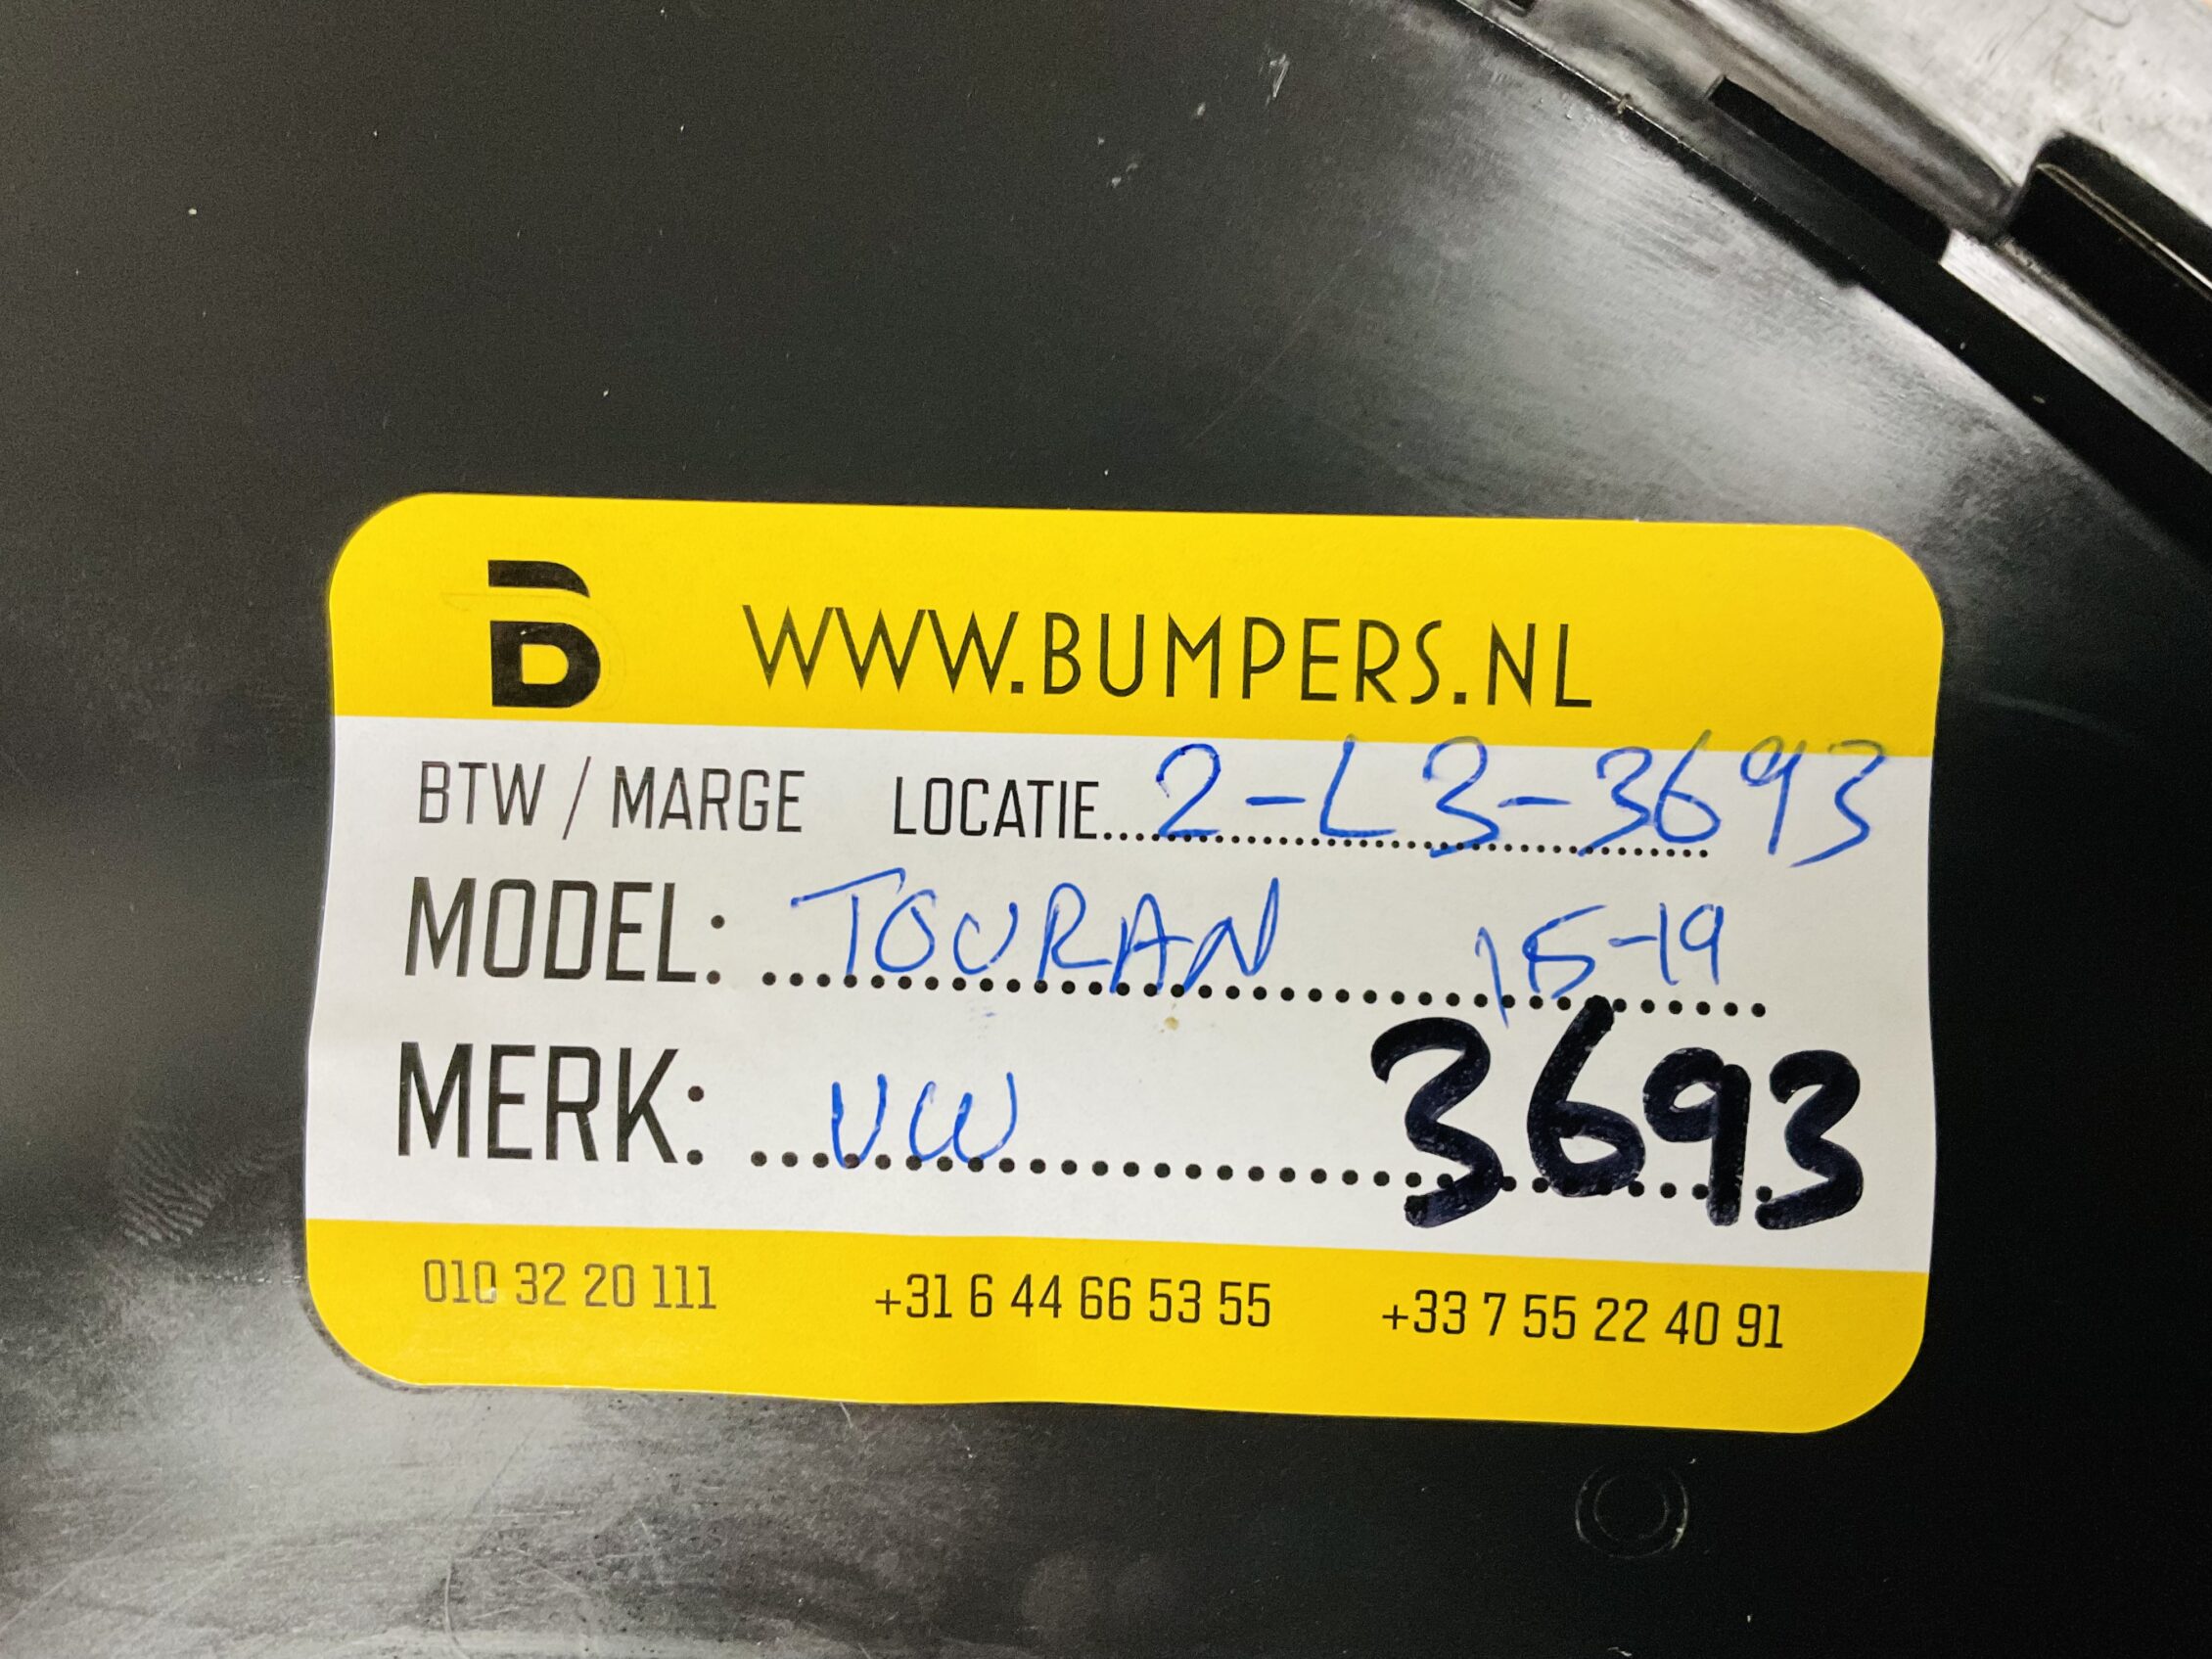 B WWW.BUMPERS.NL
BTW / MARGE LOCATIE......2-L3-3693
MODEL: TOURAN 15-19
MERK: VW 3693
010 32 20 111 +31 6 44 66 53 55 +33 7 55 22 40 91